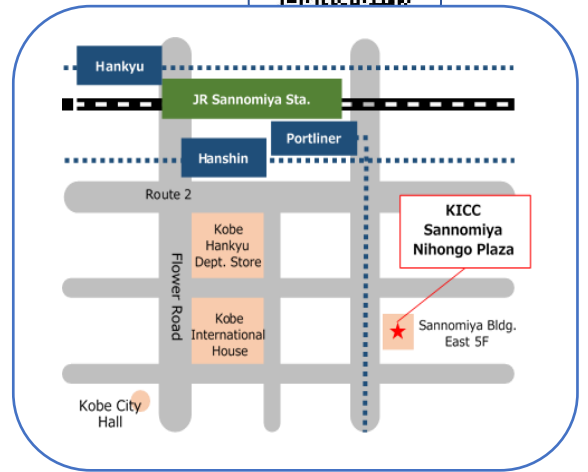 Hankyu
JR Sannomiya Sta.
Portliner
Hanshin
Route 2
KICC
Sannomiya
Nihongo Plaza
Kobe
Hankyu
Dept. Store
Flower Road
Kobe
International
House
Sannomiya Bldg.
East 5F
Kobe City
Hall